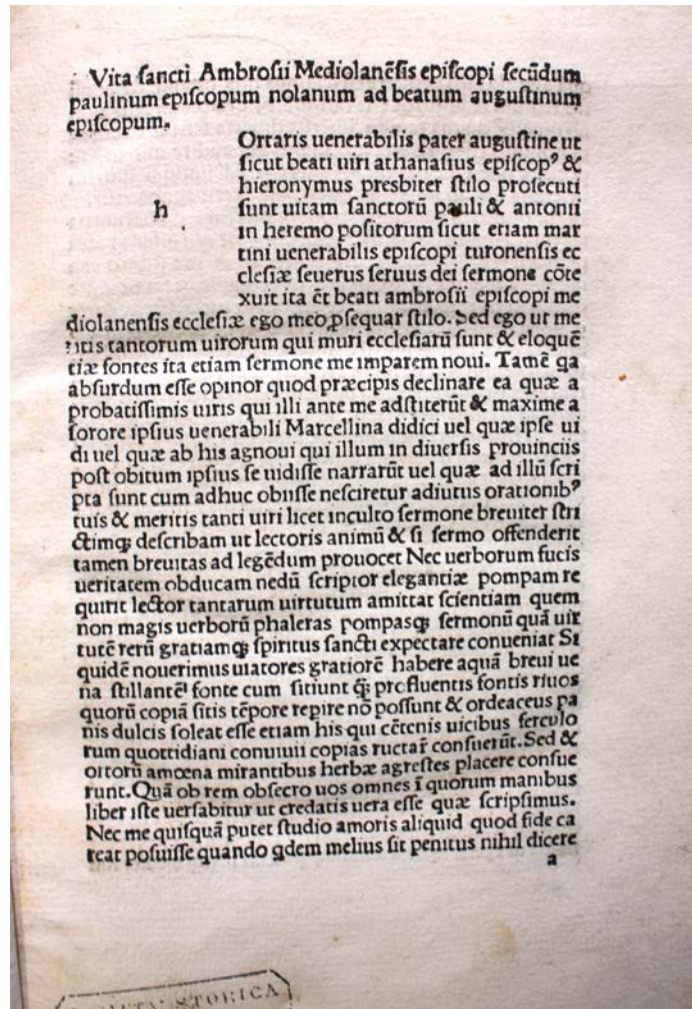 Vita ſancti Ambroſii Mediolanēſis epiſcopi ſecūdum
paulinum epiſcopum nolanum ad beatum auguſtinum
epiſcopum.
Ortaris uenerabilis pater auguſtine ut
ſicut beati uiri athanaſius epiſcopꝰ &
hieronymus presbiter ſtilo proſecuti
h
ſunt uitam ſanctorū pauli & antonii
in heremo poſitorum ſicut etiam mar
tini uenerabilis epiſcopi turonenſis ec
cleſiæ ſeuerus ſeruus dei ſermone cōte
xuit ita ēt beati ambroſii epiſcopi me
diolanenſis eccleſiæ ego meo ꝓſequar ſtilo. Sed ego ut me
ritis tantorum uirorum qui muri eccleſiarū ſunt & eloquē
tiæ fontes ita etiam ſermone me imparem noui. Tamē qa
abſurdum eſſe opinor quod præcipis declinare ea quæ a
probatiſſimis uiris qui illi ante me adſtiterūt & maxime a
ſorore ipſius uenerabili Marcellina didici uel quæ ipſe ui
di uel quæ ab his agnoui qui illum in diuerſis prouinciis
poſt obitum ipſius ſe uidiſſe narrarūt uel quæ ad illū ſcri
pta ſunt cum adhuc obiiſſe neſciretur adiutus orationibꝰ
tuis & meritis tanti uiri licet inculto ſermone breuiter ſtri
ctimqꝫ deſcribam ut lectoris animū & ſi ſermo offenderit
tamen breuitas ad legēdum prouocet Nec uerborum fucis
ueritatem obducam nedū ſcriptor elegantiæ pompam re
quirit lector tantarum uirtutum amittat ſcientiam quem
non magis uerborū phaleras pompasqꝫ ſermonū quā uir
tutē rerū gratiamqꝫ ſpiritus ſancti expectare conueniat Si
quidē nouerimus uiatores gratiorē habere aquā breui ue
na ſtillantē fonte cum ſitiunt q̄ꝫ profluentis fontis riuos
quorū copiā ſitis tēpore repire nō poſſunt & ordeaceus pa
nis dulcis ſoleat eſſe etiam his qui cētenis uicibus ferculo
rum quottidiani conuiuii copias ructar̄ conſuerūt. Sed &
ortorū amœna mirantibus herbæ agreſtes placere conſue
runt. Quā ob rem obſecro uos omnes ī quorum manibus
liber iſte uerſabitur ut credatis uera eſſe quæ ſcripſimus.
Nec me quiſquā putet ſtudio amoris aliquid quod fide ca
reat poſuiſſe quando qdem melius ſit penitus nihil dicere
a
STORICA